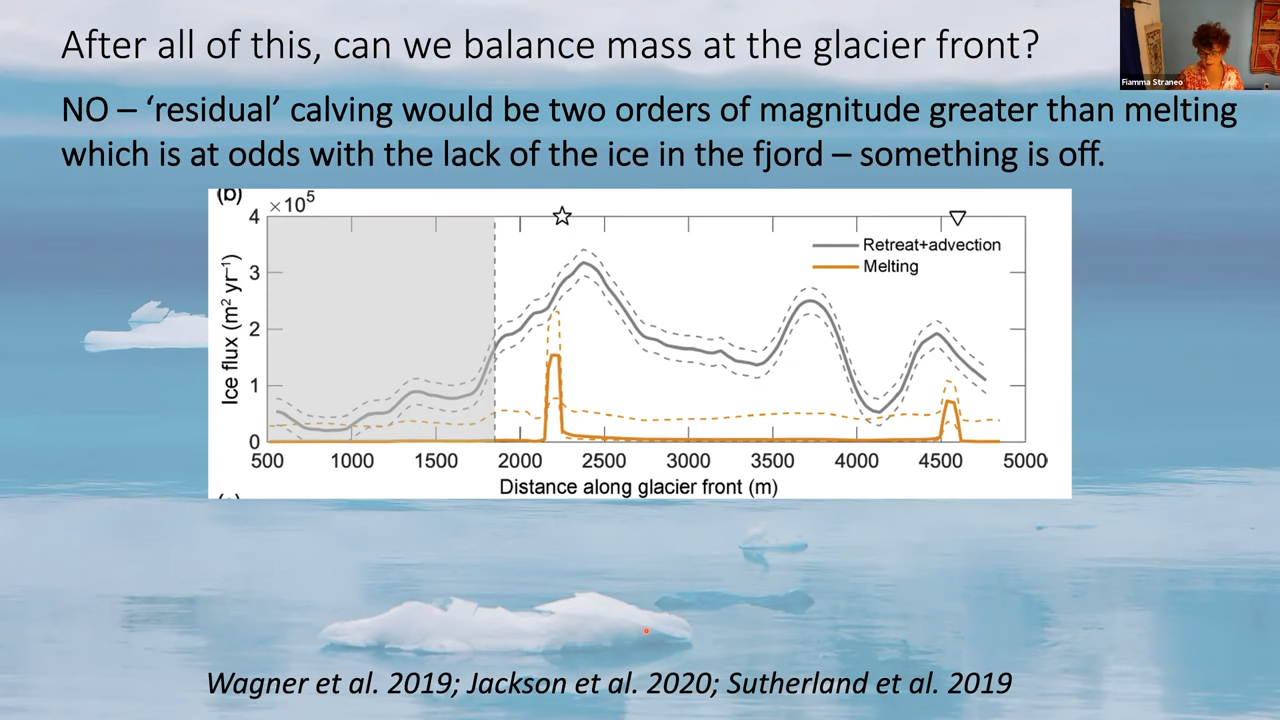 After all of this, can we balance mass at the glacier front?
Fiamma Straneo
NO – ‘residual’ calving would be two orders of magnitude greater than melting
which is at odds with the lack of the ice in the fjord – something is off.
(b)
×10⁵
4
3
2
1
0
Ice flux (m² yr⁻¹)
Retreat+advection
Melting
500 1000 1500 2000 2500 3000 3500 4000 4500 5000
Distance along glacier front (m)
Wagner et al. 2019; Jackson et al. 2020; Sutherland et al. 2019